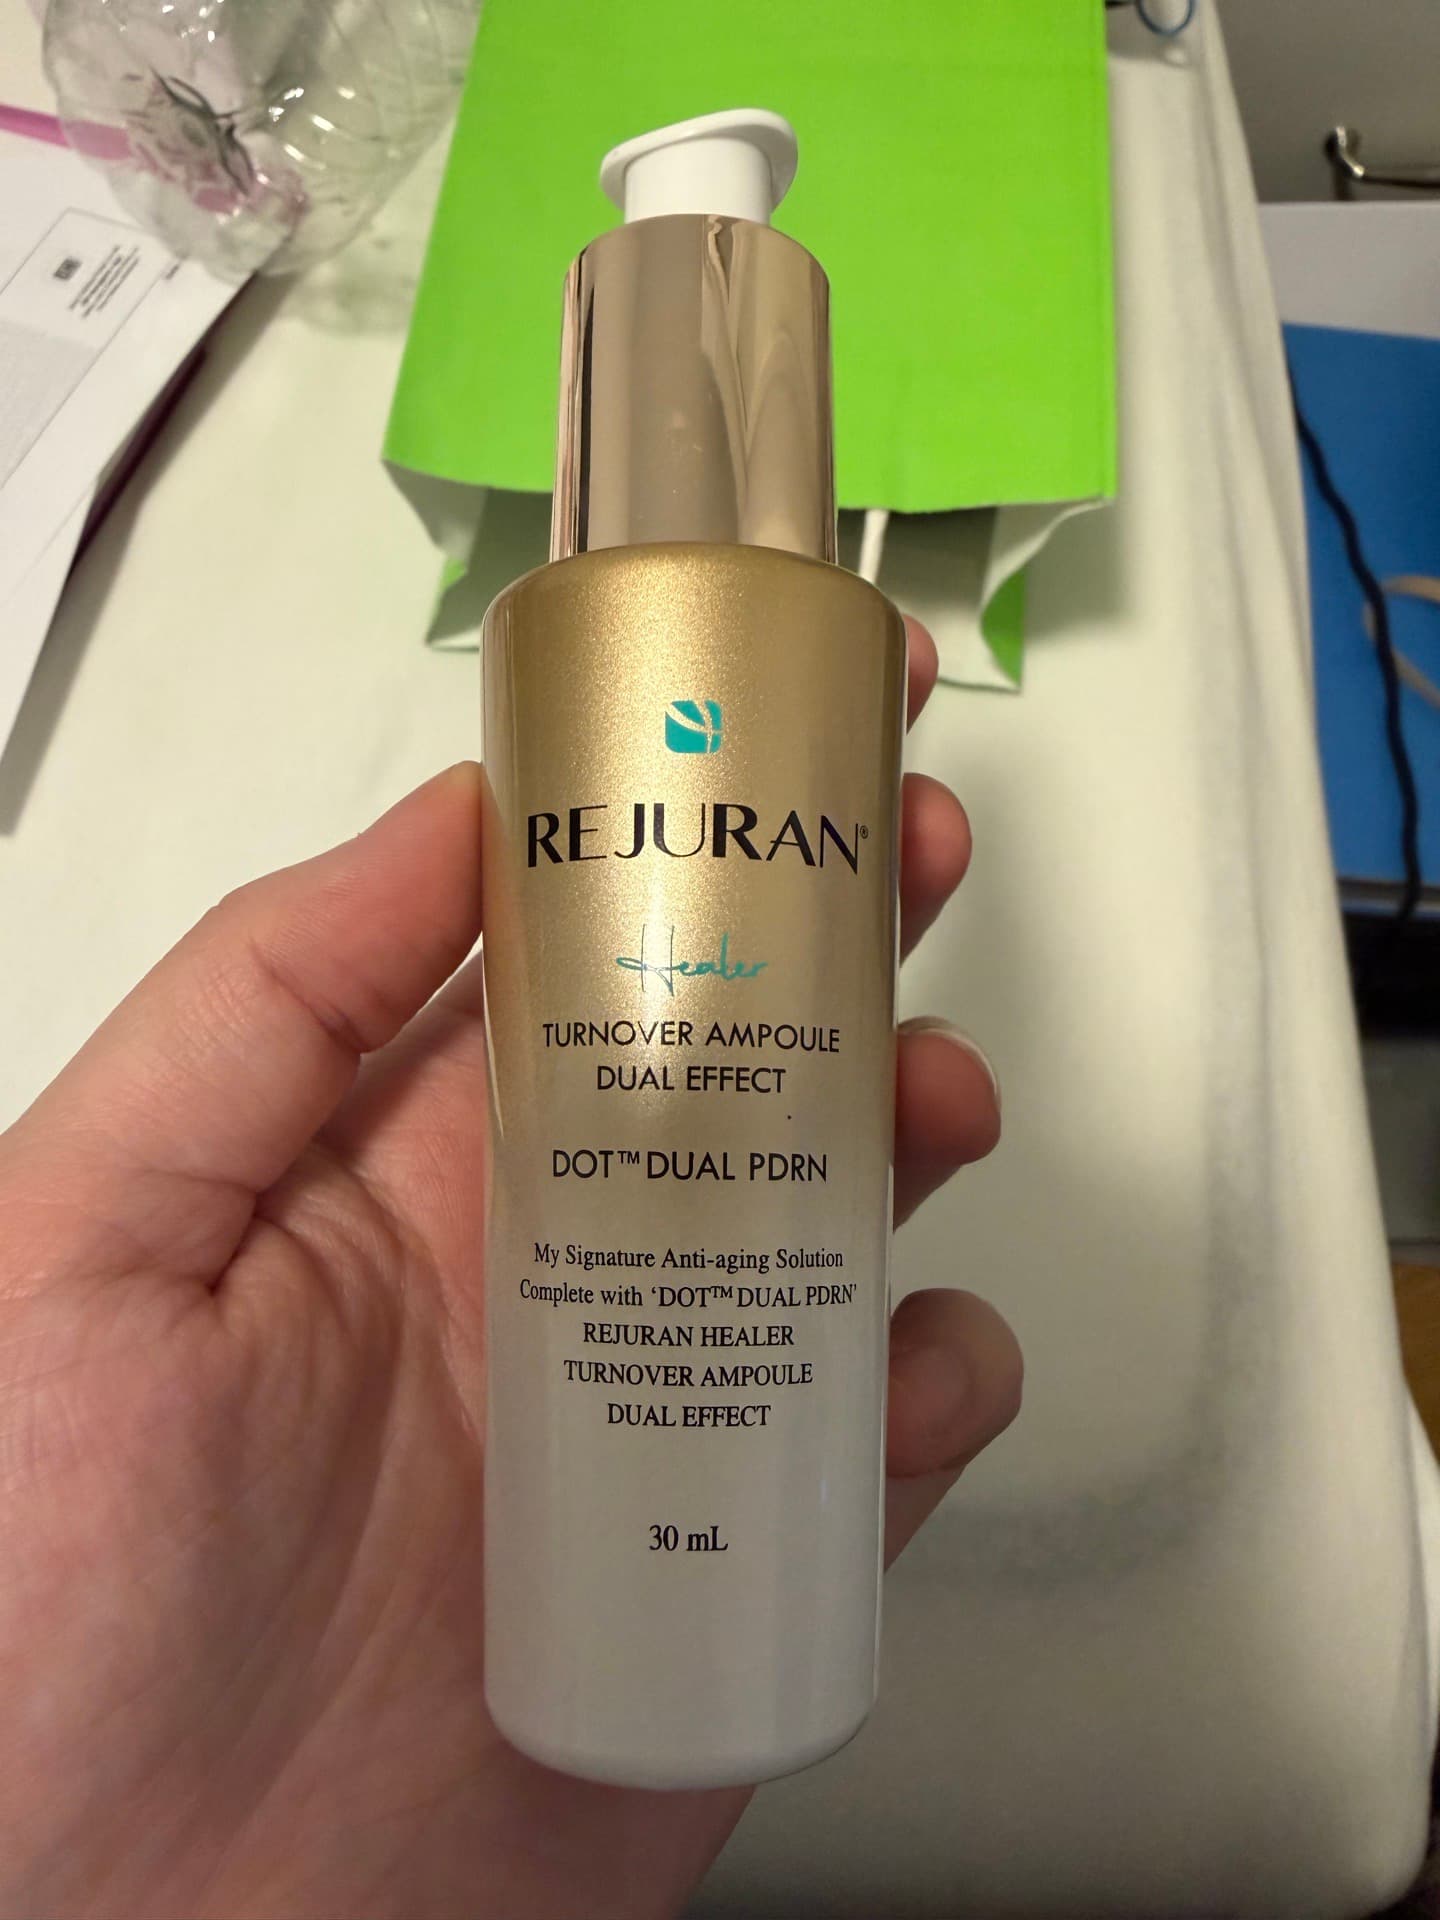 REJURAN®
Healer
TURNOVER AMPOULE
DUAL EFFECT
DOT™ DUAL PDRN
My Signature Anti-aging Solution
Complete with ‘DOT™ DUAL PDRN’
REJURAN HEALER
TURNOVER AMPOULE
DUAL EFFECT
30 mL